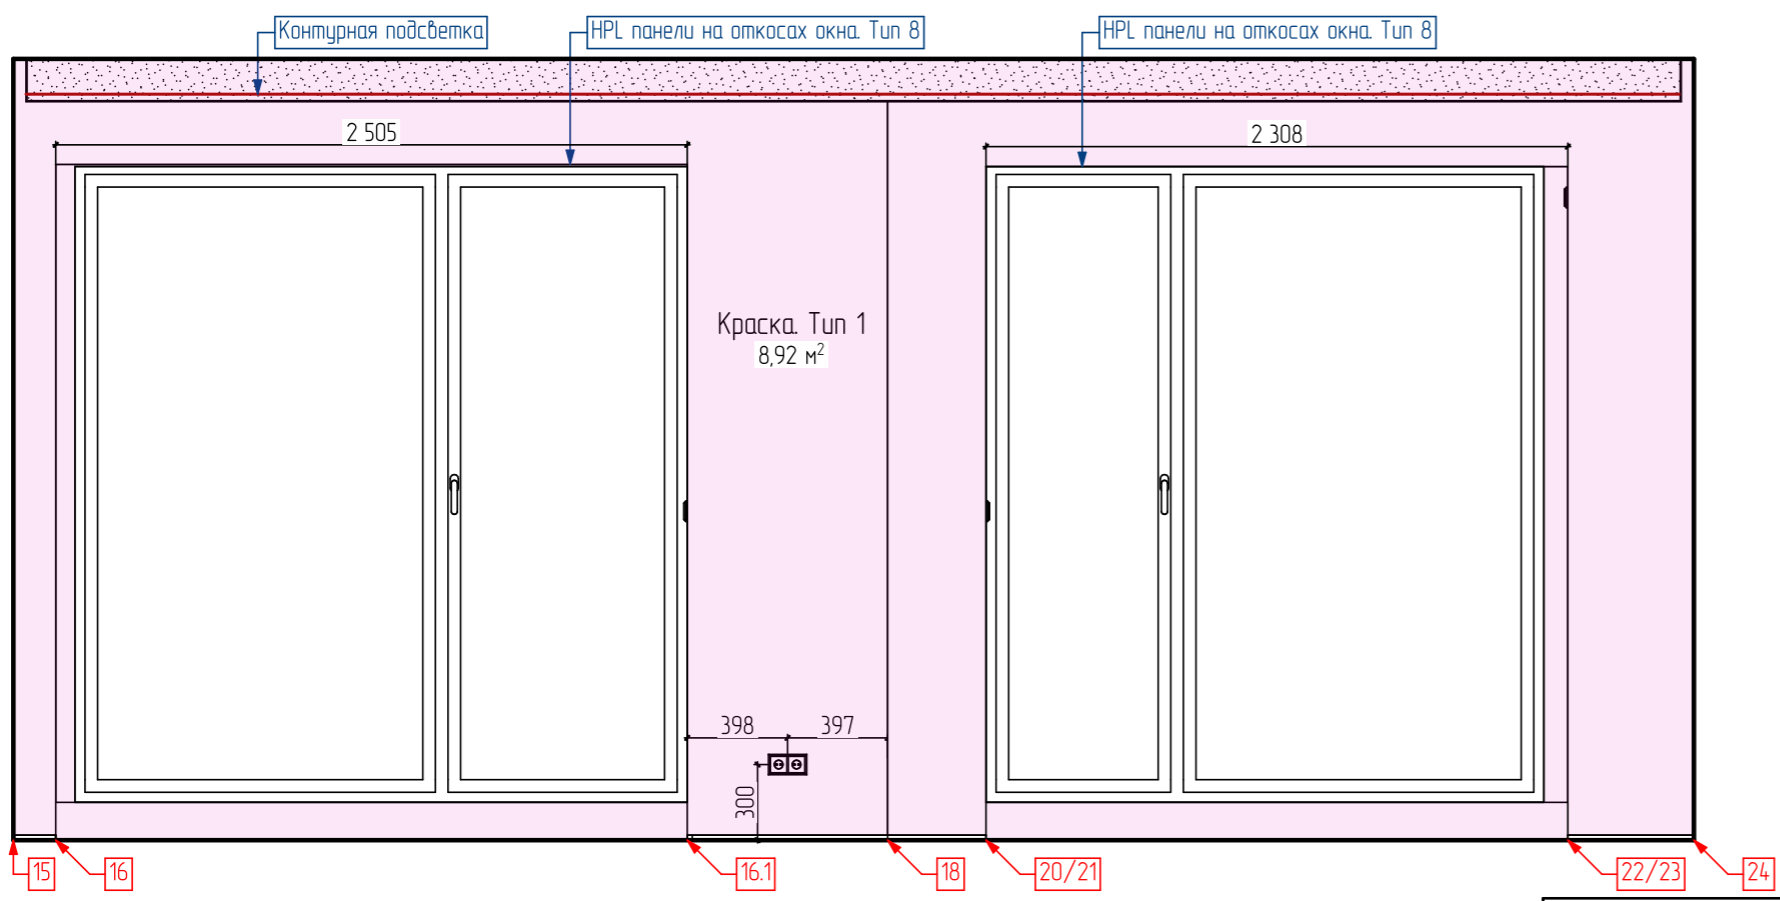 Контурная подсветка
HPL панели на откосах окна. Тип 8
HPL панели на откосах окна. Тип 8
2 505
2 308
Краска. Тип 1
8,92 м²
398
397
300
15
16
16.1
18
20/21
22/23
24